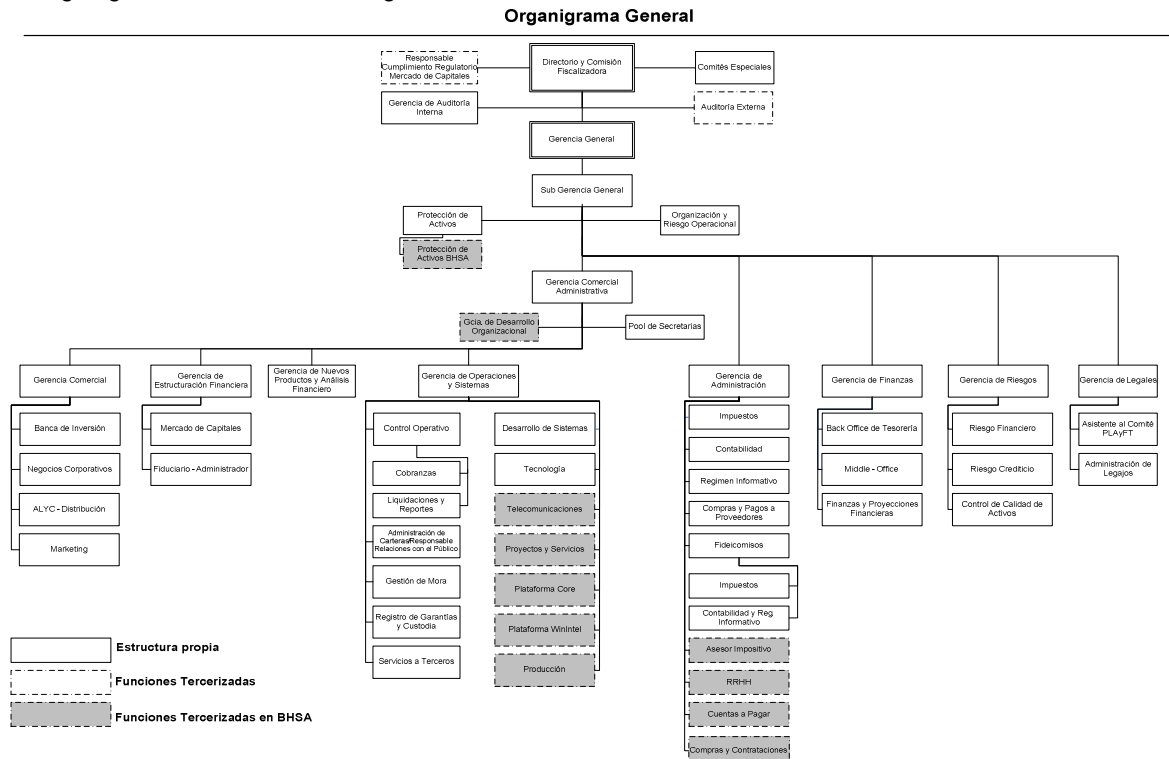 Organigrama General
Responsable
Cumplimiento Regulatorio
Mercado de Capitales
Directorio y Comisión
Fiscalizadora
Comités Especiales
Gerencia de Auditoría
Interna
Auditoría Externa
Gerencia General
Sub Gerencia General
Protección de
Activos
Organización y
Riesgo Operacional
Protección de
Activos BHSA
Gerencia Comercial
Administrativa
Gcia. de Desarrollo
Organizacional
Pool de Secretarias
Gerencia Comercial
Gerencia de
Estructuración Financiera
Gerencia de Nuevos
Productos y Análisis
Financiero
Gerencia de Operaciones
y Sistemas
Gerencia de
Administración
Gerencia de Finanzas
Gerencia de Riesgos
Gerencia de Legales
Banca de Inversión
Negocios Corporativos
ALYC - Distribución
Marketing
Mercado de Capitales
Fiduciario - Administrador
Control Operativo
Cobranzas
Liquidaciones y
Reportes
Administración de
Carteras/Responsable
Relaciones con el Público
Gestión de Mora
Registro de Garantías
y Custodia
Servicios a Terceros
Desarrollo de Sistemas
Tecnología
Telecomunicaciones
Proyectos y Servicios
Plataforma Core
Plataforma WinIntel
Producción
Impuestos
Contabilidad
Regimen Informativo
Compras y Pagos a
Proveedores
Fideicomisos
Impuestos
Contabilidad y Reg.
Informativo
Asesor Impositivo
RRHH
Cuentas a Pagar
Compras y Contrataciones
Back Office de Tesorería
Middle - Office
Finanzas y Proyecciones
Financieras
Riesgo Financiero
Riesgo Crediticio
Control de Calidad de
Activos
Asistente al Comité
PLAyFT
Administración de
Legajos
Estructura propia
Funciones Tercerizadas
Funciones Tercerizadas en BHSA